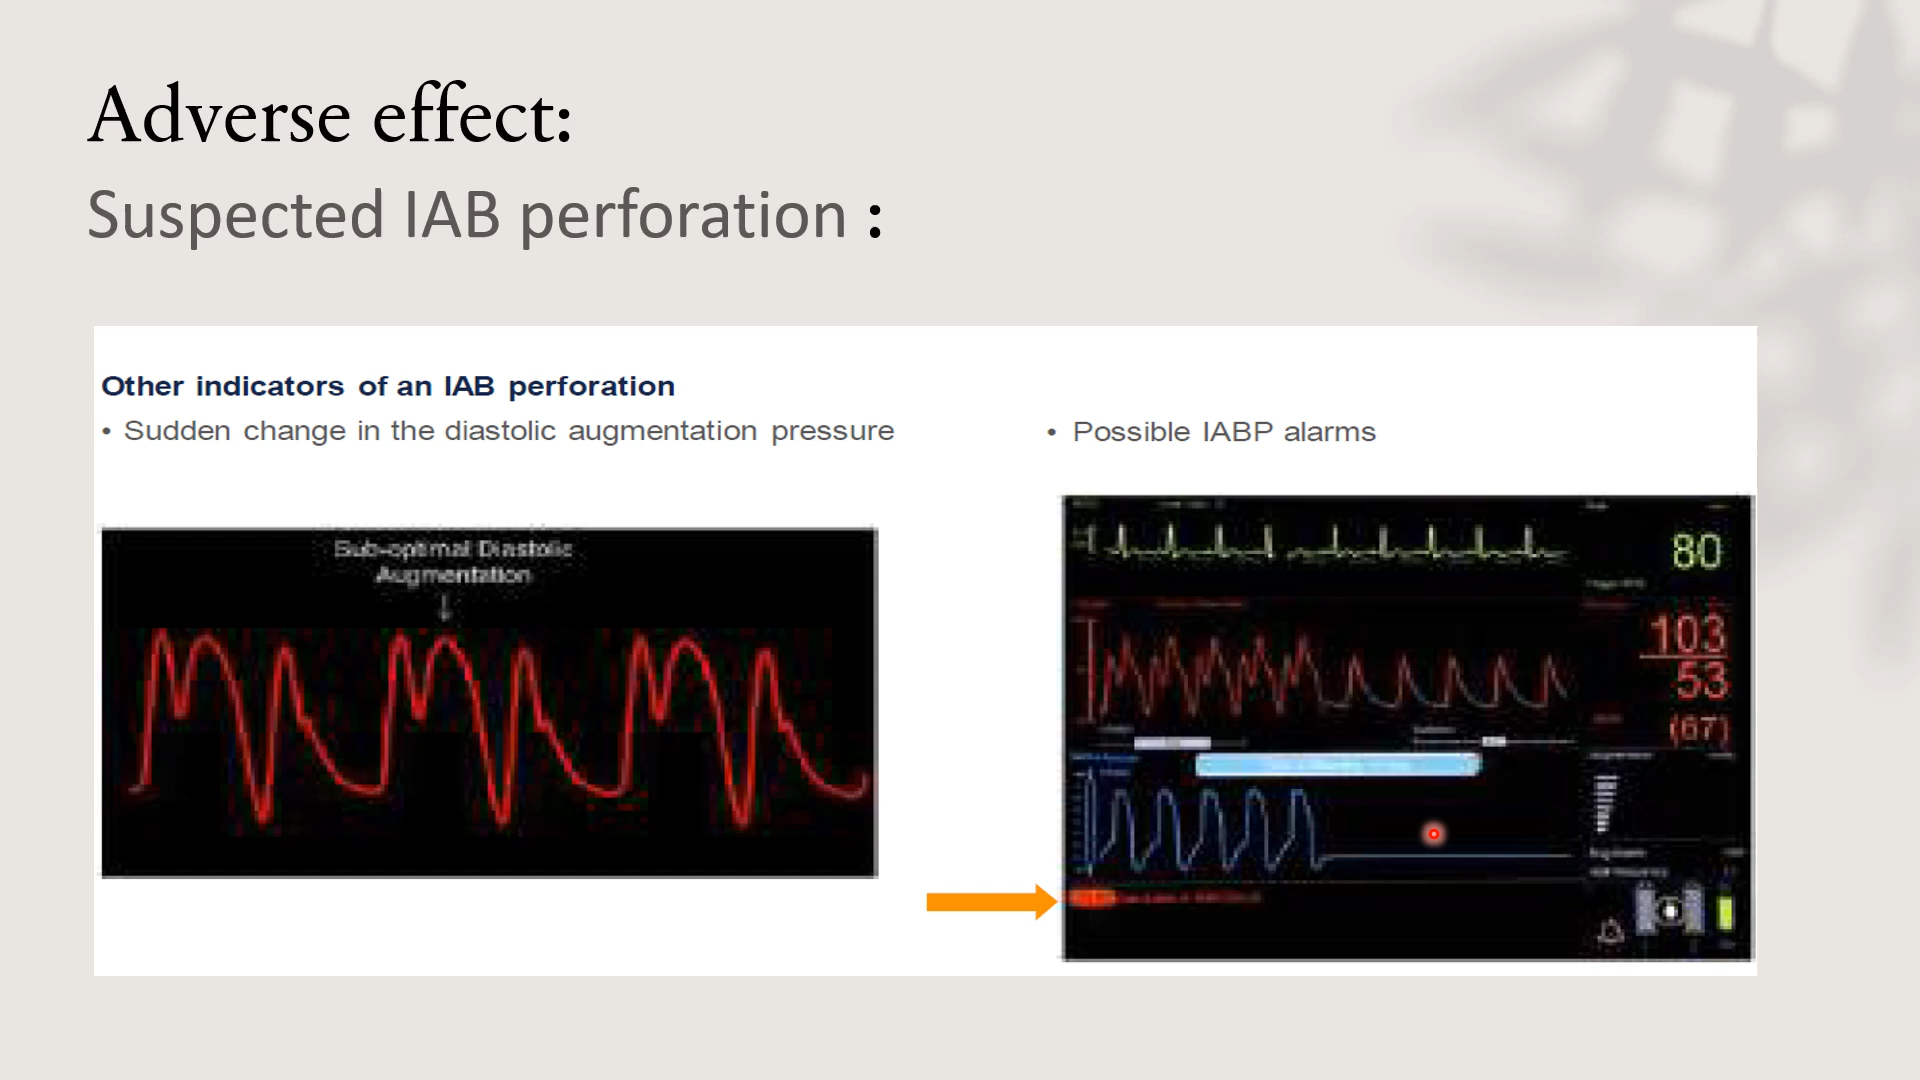 Adverse effect:
Suspected IAB perforation :
Other indicators of an IAB perforation
• Sudden change in the diastolic augmentation pressure
• Possible IABP alarms
Sub-optimal Diastolic
Augmentation
80
103
53
(67)